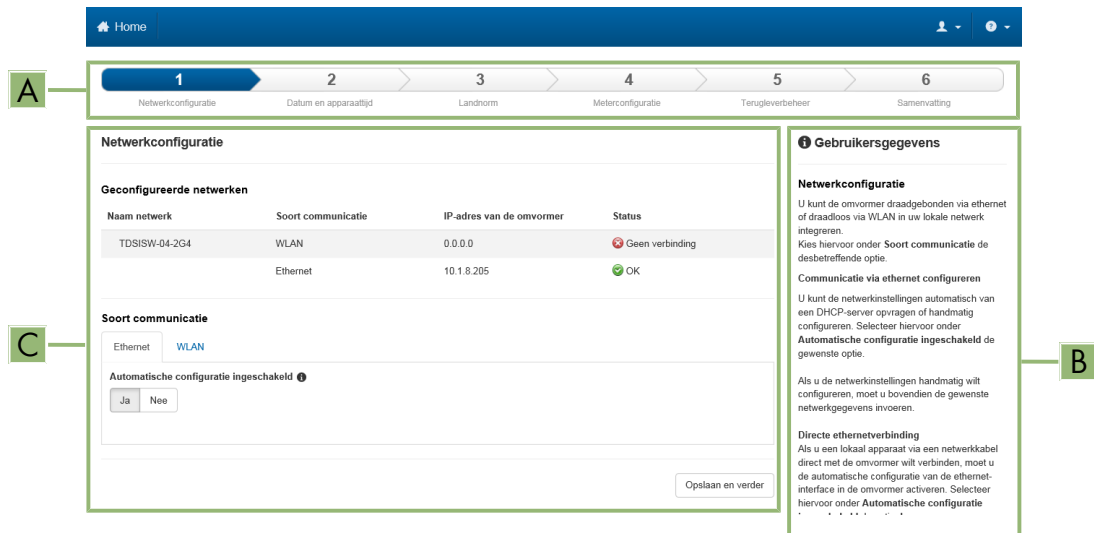 Home
A
1 2 3 4 5 6
Netwerkconfiguratie Datum en apparaattijd Landnorm Meterconfiguratie Terugleverbeheer Samenvatting
C
Netwerkconfiguratie
Geconfigureerde netwerken
Naam netwerk Soort communicatie IP-adres van de omvormer Status
TDSISW-04-2G4 WLAN 0.0.0.0 Geen verbinding
Ethernet 10.1.8.205 OK
Soort communicatie
Ethernet WLAN
Automatische configuratie ingeschakeld
Ja Nee
Opslaan en verder
B
Gebruikersgegevens
Netwerkconfiguratie
U kunt de omvormer draadgebonden via ethernet
of draadloos via WLAN in uw lokale netwerk
integreren.
Kies hiervoor onder Soort communicatie de
desbetreffende optie.
Communicatie via ethernet configureren
U kunt de netwerkinstellingen automatisch van
een DHCP-server opvragen of handmatig
configureren. Selecteer hiervoor onder
Automatische configuratie ingeschakeld de
gewenste optie.
Als u de netwerkinstellingen handmatig wilt
configureren, moet u bovendien de gewenste
netwerkgegevens invoeren.
Directe ethernetverbinding
Als u een lokaal apparaat via een netwerkkabel
direct met de omvormer wilt verbinden, moet u
de automatische configuratie van de ethernet-
interface in de omvormer activeren. Selecteer
hiervoor onder Automatische configuratie